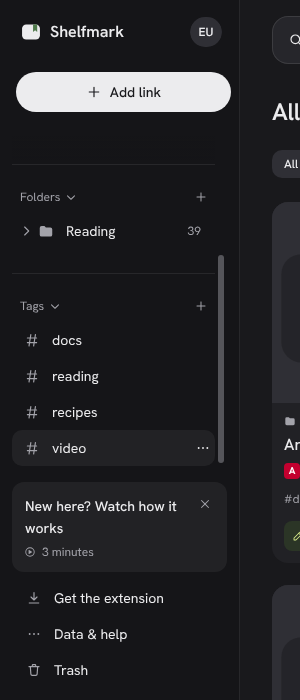 Shelfmark
EU
Add link
All
Folders
All
Reading 39
Tags
# docs
# reading
# recipes
# video
New here? Watch how it
works
3 minutes
Get the extension
Data & help
Trash
A